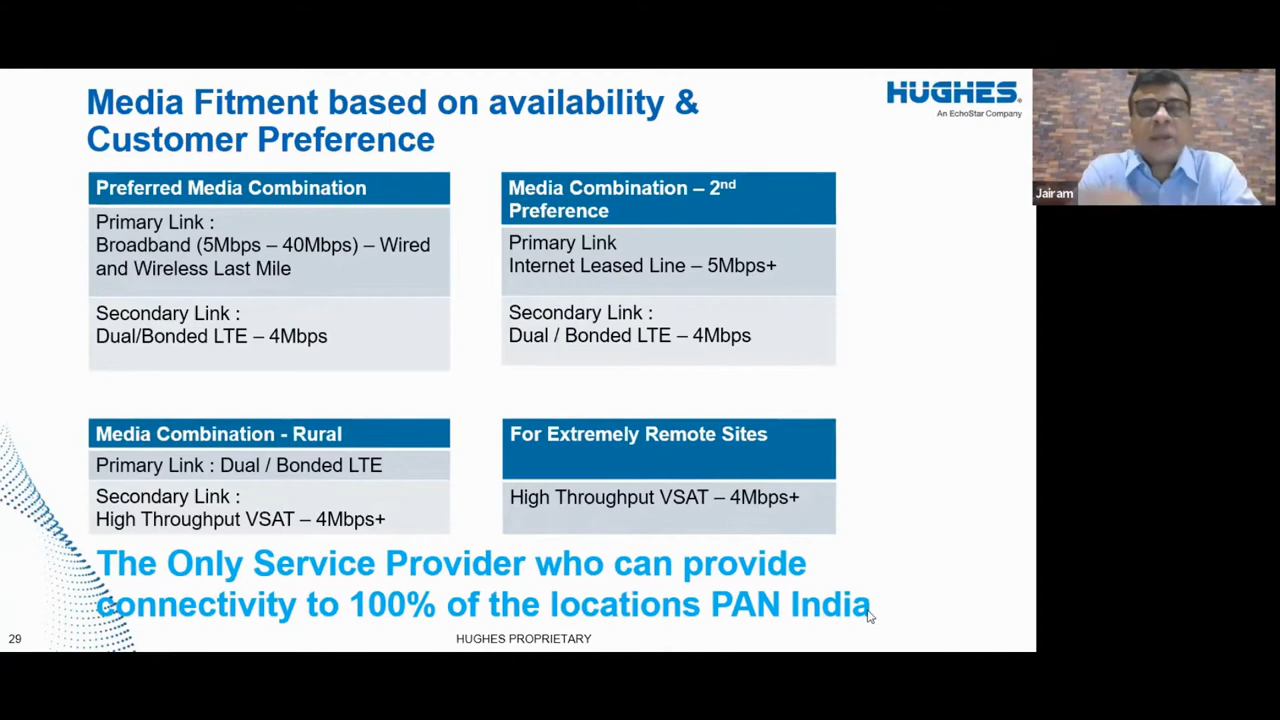 Media Fitment based on availability &
Customer Preference
HUGHES®
An EchoStar Company
Jairam
Preferred Media Combination
Primary Link :
Broadband (5Mbps – 40Mbps) – Wired
and Wireless Last Mile
Secondary Link :
Dual/Bonded LTE – 4Mbps
Media Combination – 2nd
Preference
Primary Link
Internet Leased Line – 5Mbps+
Secondary Link :
Dual / Bonded LTE – 4Mbps
Media Combination - Rural
Primary Link : Dual / Bonded LTE
Secondary Link :
High Throughput VSAT – 4Mbps+
For Extremely Remote Sites
High Throughput VSAT – 4Mbps+
The Only Service Provider who can provide
connectivity to 100% of the locations PAN India
29
HUGHES PROPRIETARY